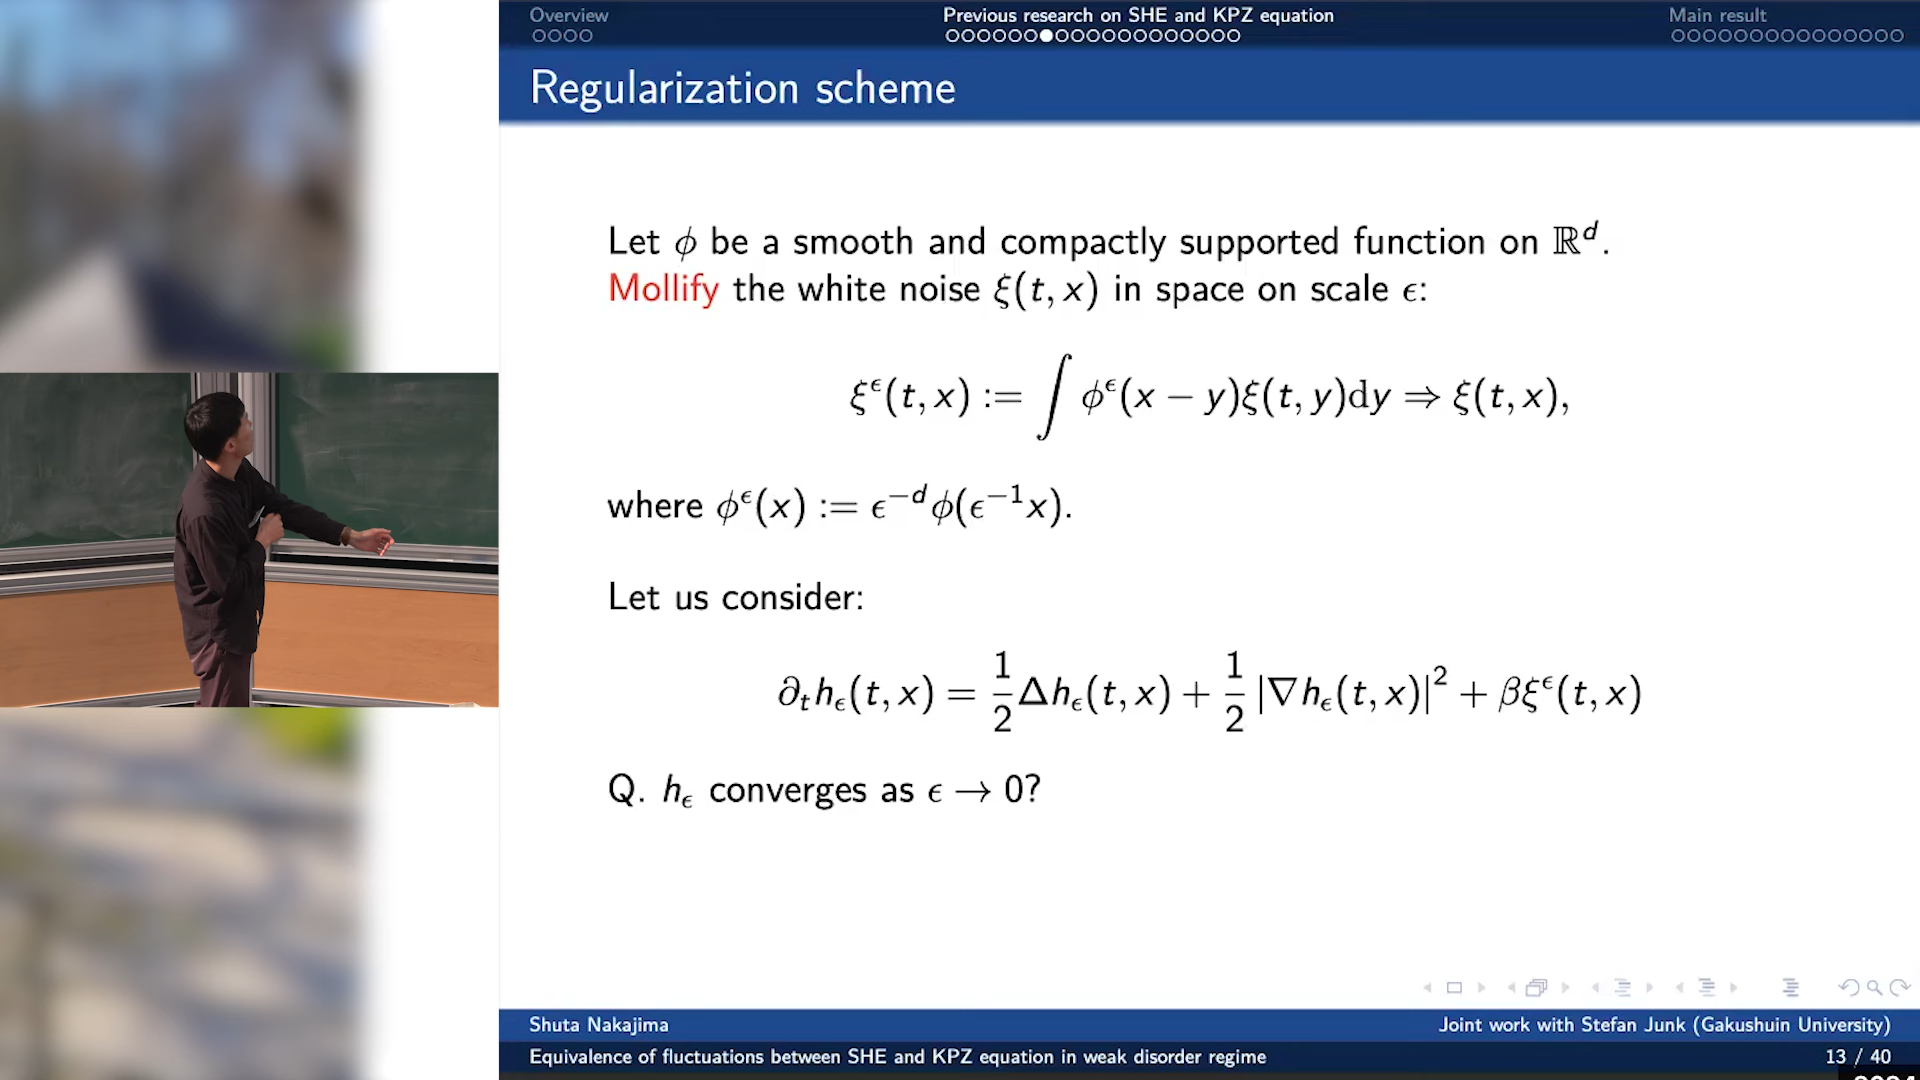 Overview
Previous research on SHE and KPZ equation
Main result
Regularization scheme
Let ϕ be a smooth and compactly supported function on ℝᵈ.
Mollify the white noise ξ(t, x) in space on scale ϵ:
ξ^ϵ(t, x) := ∫ ϕ^ϵ(x − y)ξ(t, y)dy ⇒ ξ(t, x),
where ϕ^ϵ(x) := ϵ^{−d}ϕ(ϵ^{−1}x).
Let us consider:
∂ₜh_ϵ(t, x) = 1/2 Δh_ϵ(t, x) + 1/2 |∇h_ϵ(t, x)|² + βξ^ϵ(t, x)
Q. h_ϵ converges as ϵ → 0?
Shuta Nakajima
Joint work with Stefan Junk (Gakushuin University)
Equivalence of fluctuations between SHE and KPZ equation in weak disorder regime
13 / 40